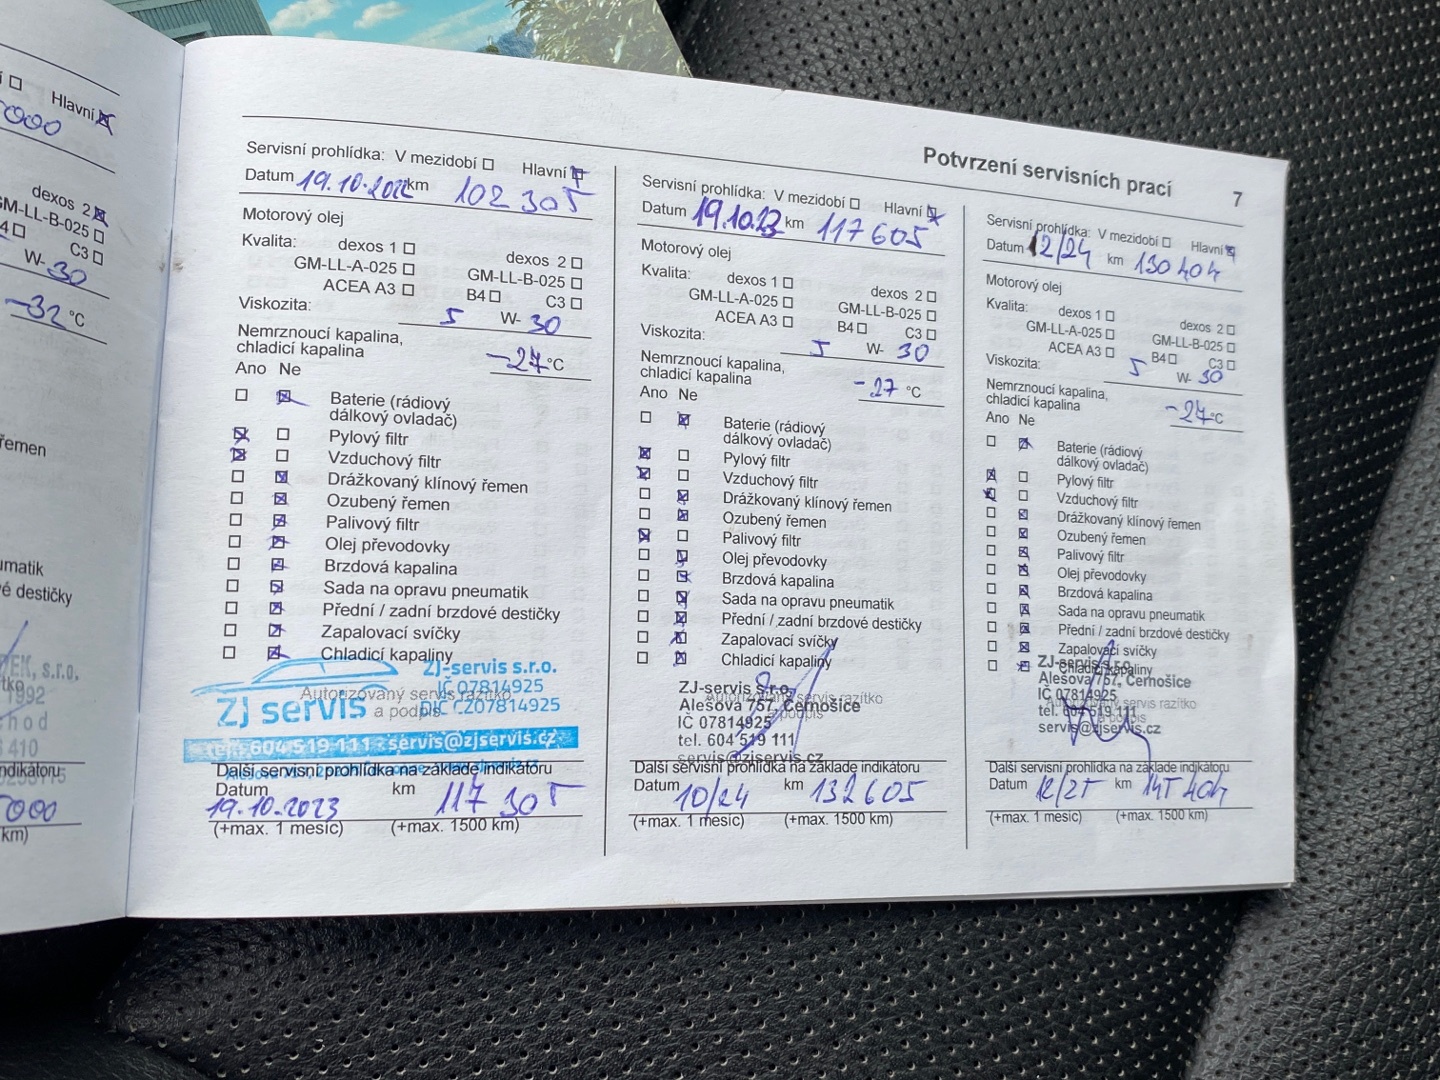 Hlavní
000
dexos 2
GM-LL-B-025
C3
W- 30
-32 °C
Potvrzení servisních prací
7
Servisní prohlídka: V mezidobí Hlavní
Datum 19.10.2022 km 102 305
Motorový olej
Kvalita: dexos 1 dexos 2
GM-LL-A-025 GM-LL-B-025
ACEA A3 B4 C3
Viskozita: 5 W- 30
Nemrznoucí kapalina,
chladicí kapalina -27 °C
Ano Ne
Baterie (rádiový
dálkový ovladač)
Pylový filtr
Vzduchový filtr
Drážkovaný klínový řemen
Ozubený řemen
Palivový filtr
Olej převodovky
Brzdová kapalina
Sada na opravu pneumatik
Přední / zadní brzdové destičky
Zapalovací svíčky
Chladicí kapaliny
ZJ-servis s.r.o.
IČ 07814925
DIČ CZ07814925
Autorizovaný servis razítko
a podpis
ZJ servis
tel.: 604 519 111 servis@zjservis.cz
Další servisní prohlídka na základě indikátoru
Datum 19.10.2023 km 117 305
(+max. 1 mesíc) (+max. 1500 km)
Servisní prohlídka: V mezidobí Hlavní
Datum 19.10.23 km 117 605
Motorový olej
Kvalita: dexos 1 dexos 2
GM-LL-A-025 GM-LL-B-025
ACEA A3 B4 C3
Viskozita: 5 W- 30
Nemrznoucí kapalina,
chladicí kapalina -27 °C
Ano Ne
Baterie (rádiový
dálkový ovladač)
Pylový filtr
Vzduchový filtr
Drážkovaný klínový řemen
Ozubený řemen
Palivový filtr
Olej převodovky
Brzdová kapalina
Sada na opravu pneumatik
Přední / zadní brzdové destičky
Zapalovací svíčky
Chladicí kapaliny
ZJ-servis s.r.o.
Alešova 757, Černošice
IČ 07814925
tel. 604 519 111
servis@zjservis.cz
Další servisní prohlídka na základě indikátoru
Datum 10/24 km 132 605
(+max. 1 mesíc) (+max. 1500 km)
Servisní prohlídka: V mezidobí Hlavní
Datum 12/24 km 130 404
Motorový olej
Kvalita: dexos 1 dexos 2
GM-LL-A-025 GM-LL-B-025
ACEA A3 B4 C3
Viskozita: 5 W- 30
Nemrznoucí kapalina,
chladicí kapalina -27 °C
Ano Ne
Baterie (rádiový
dálkový ovladač)
Pylový filtr
Vzduchový filtr
Drážkovaný klínový řemen
Ozubený řemen
Palivový filtr
Olej převodovky
Brzdová kapalina
Sada na opravu pneumatik
Přední / zadní brzdové destičky
Zapalovací svíčky
Chladicí kapaliny
ZJ-servis s.r.o.
Alešova 757, Černošice
IČ 07814925
tel. 604 519 111
servis@zjservis.cz
Další servisní prohlídka na základě indikátoru
Datum 12/25 km 145 404
(+max. 1 mesíc) (+max. 1500 km)